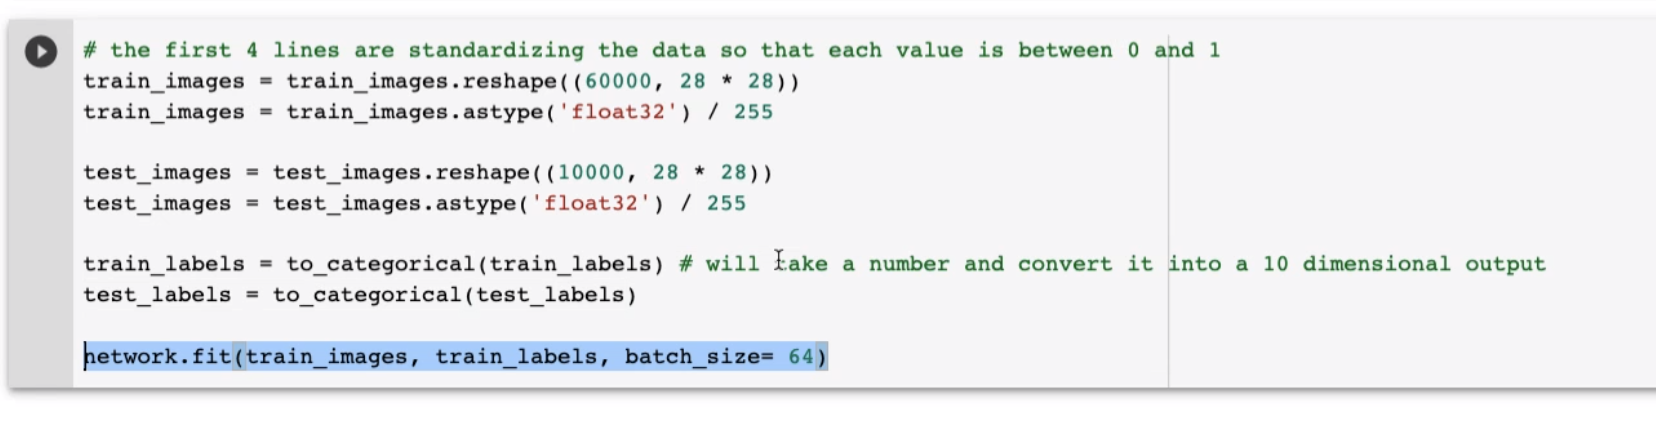 # the first 4 lines are standardizing the data so that each value is between 0 and 1
train_images = train_images.reshape((60000, 28 * 28))
train_images = train_images.astype('float32') / 255
test_images = test_images.reshape((10000, 28 * 28))
test_images = test_images.astype('float32') / 255
train_labels = to_categorical(train_labels) # will take a number and convert it into a 10 dimensional output
test_labels = to_categorical(test_labels)
network.fit(train_images, train_labels, batch_size= 64)